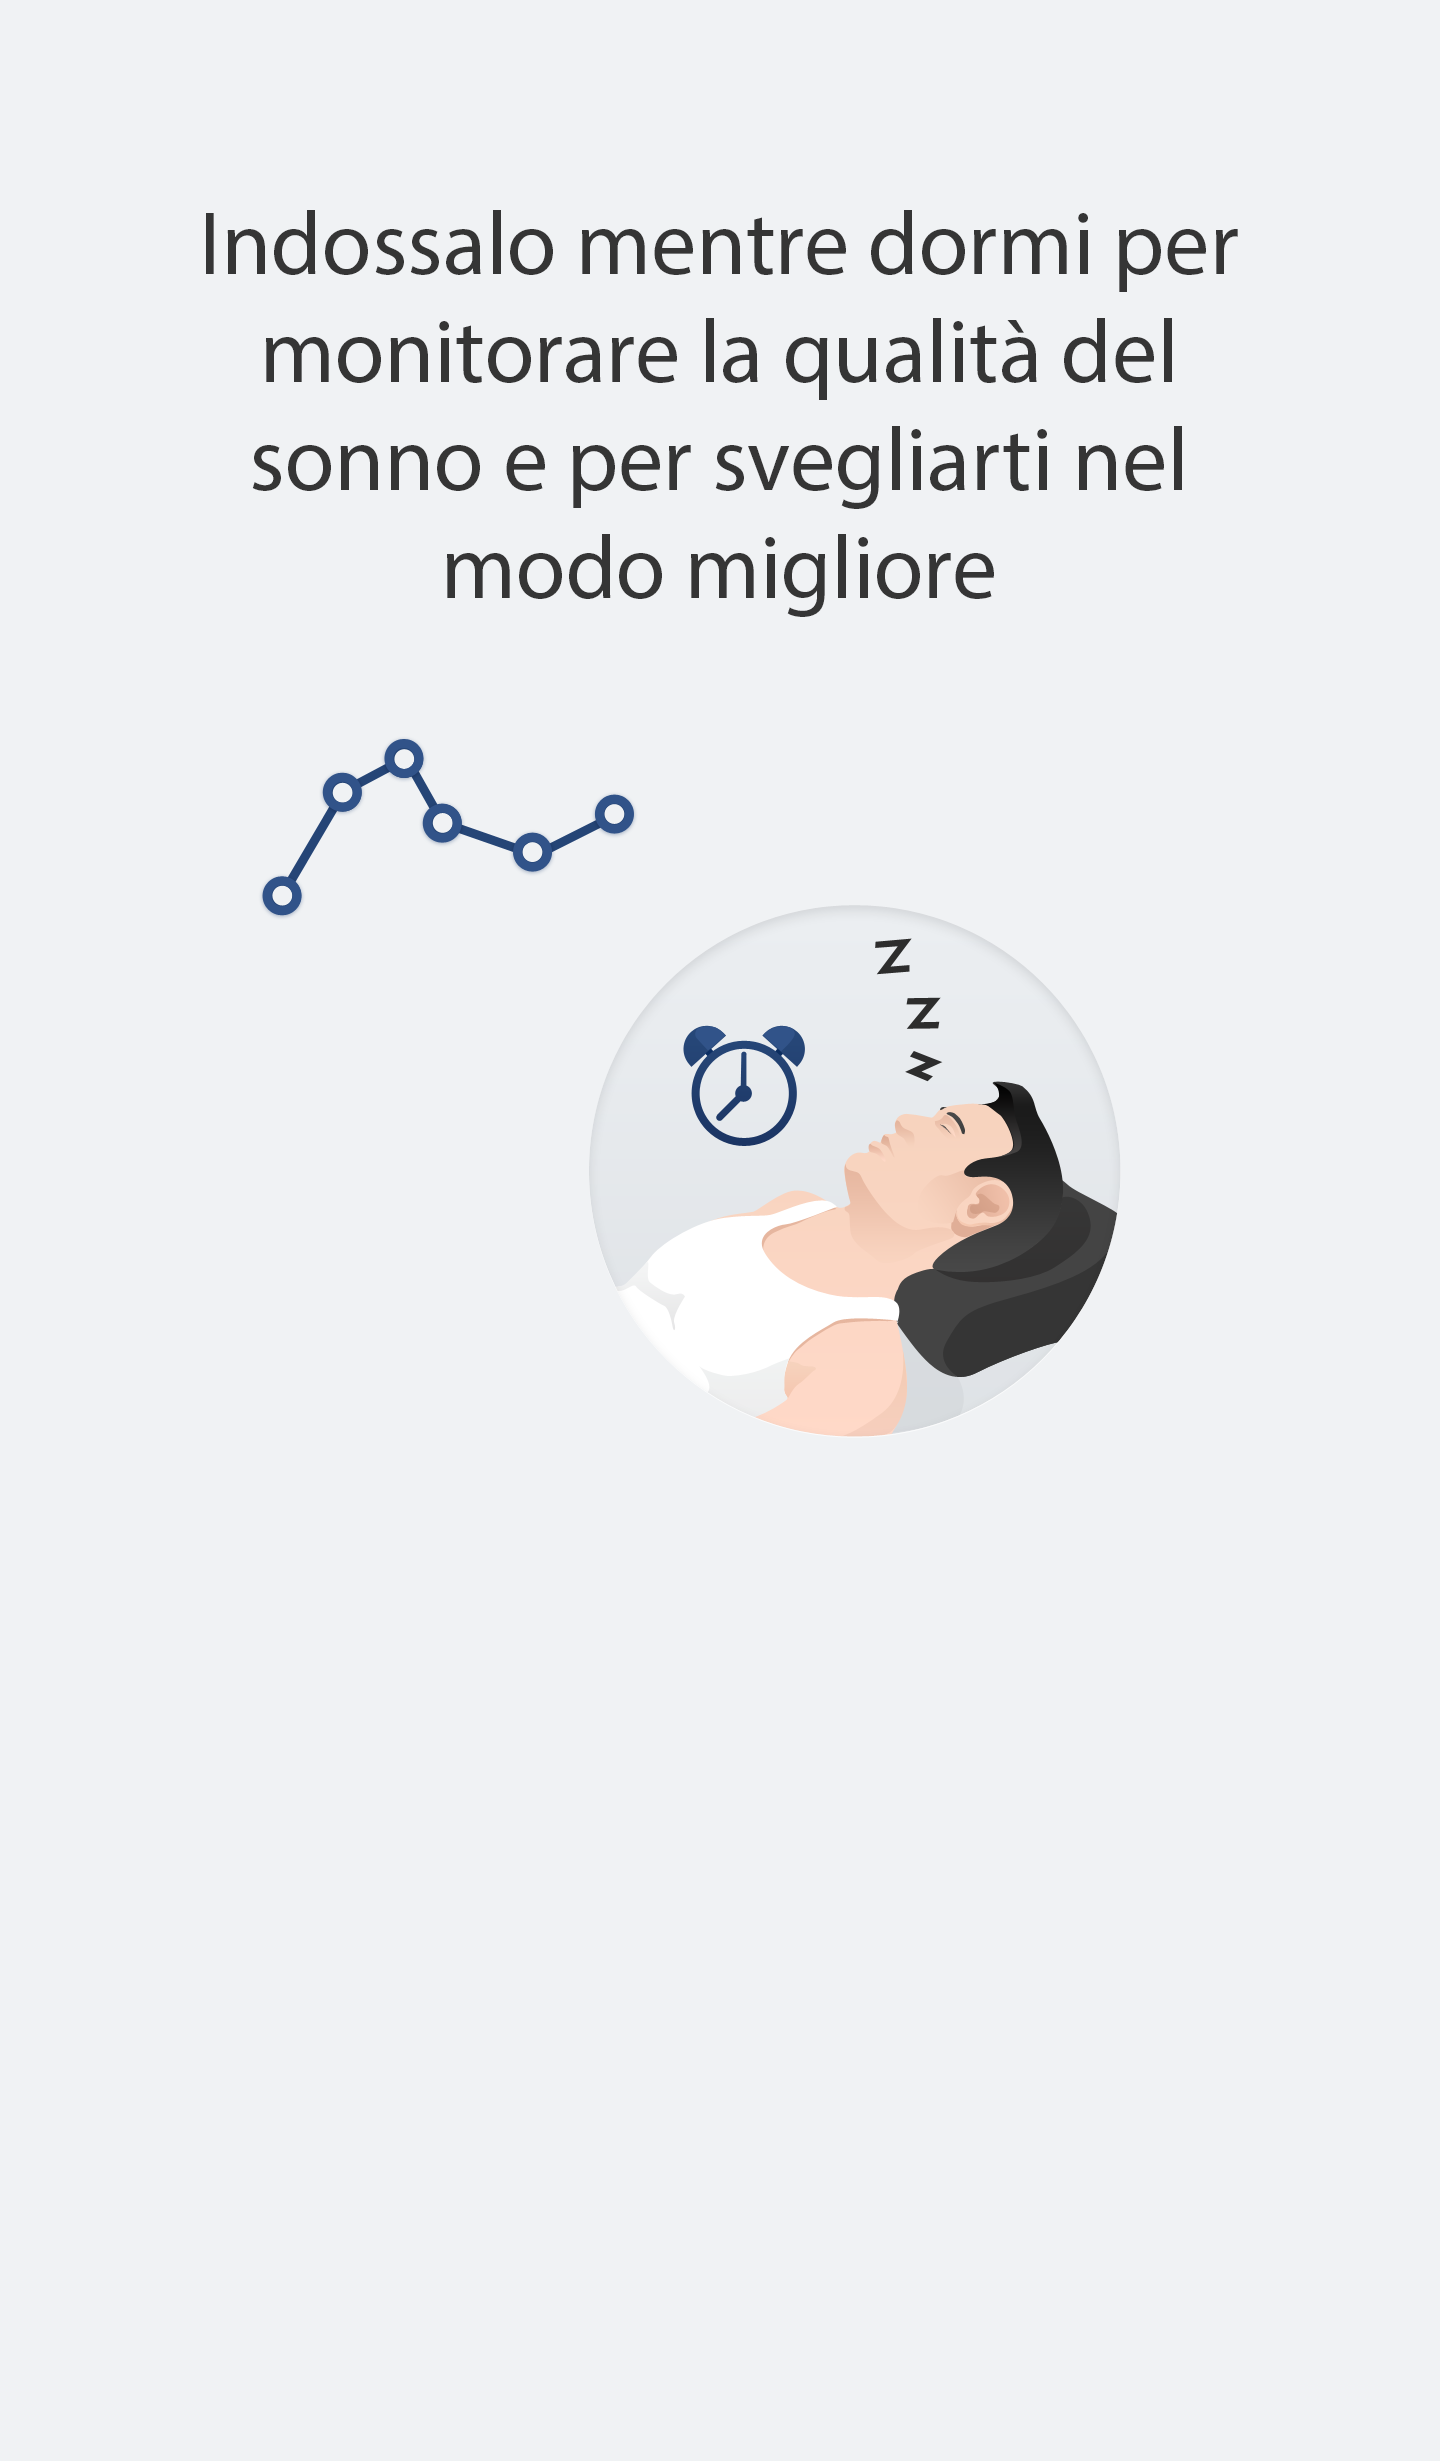 Indossalo mentre dormi per
monitorare la qualità del
sonno e per svegliarti nel
modo migliore
Z
Z
Z